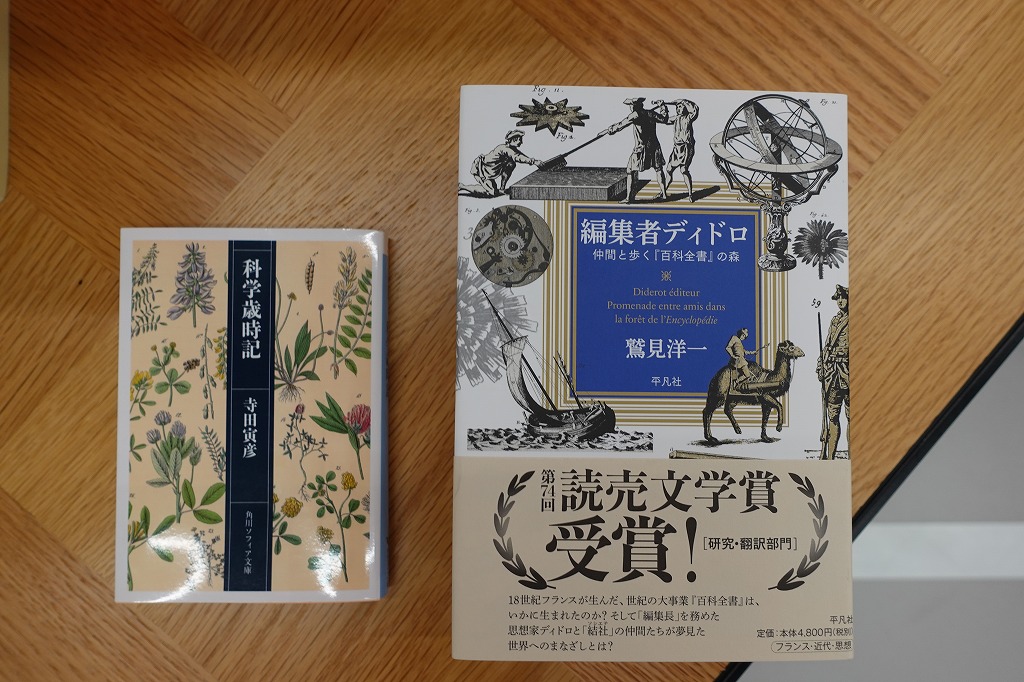 科学歳時記
寺田寅彦
角川ソフィア文庫
Fig. 11.
Fig. 2.
編集者ディドロ
仲間と歩く『百科全書』の森
Diderot éditeur
Promenade entre amis dans
la forêt de l'Encyclopédie
鷲見洋一
平凡社
第74回
読売文学賞
受賞!
[研究・翻訳部門]
18世紀フランスが生んだ、世紀の大事業『百科全書』は、
いかに生まれたのか? そして「編集長」を務めた
思想家ディドロと「結社」の仲間たちが夢見た
世界へのまなざしとは?
平凡社
定価:本体4,800円(税別)
フランス・近代・思想